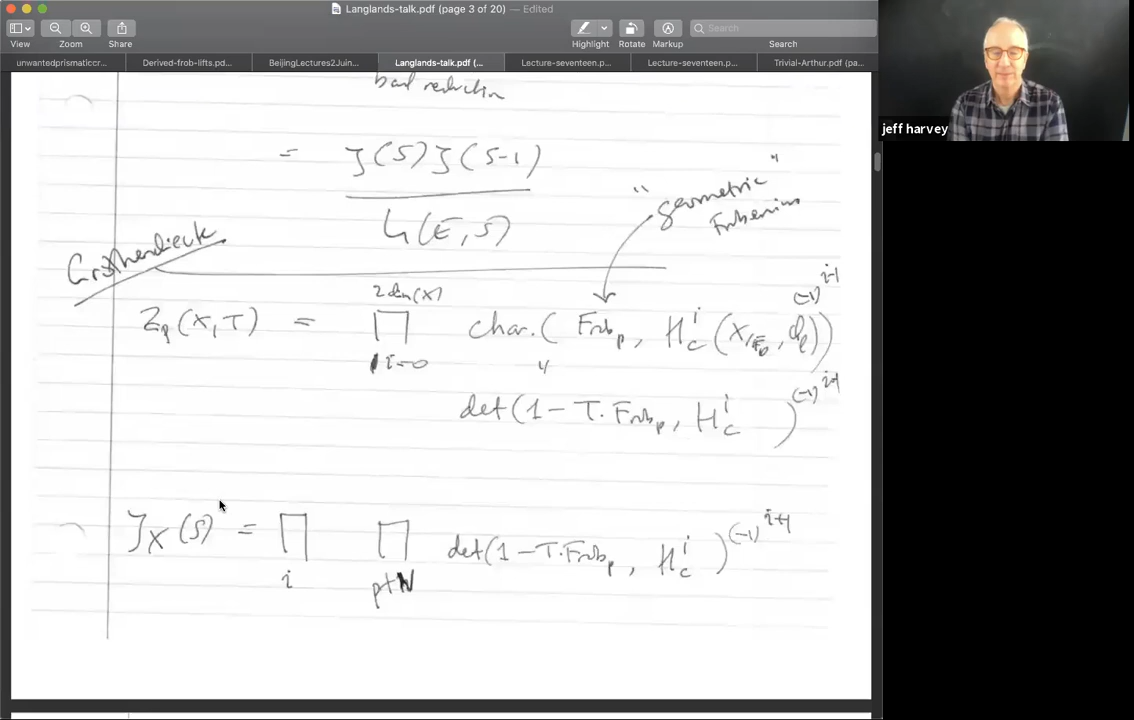 Langlands-talk.pdf (page 3 of 20) — Edited
View Zoom Share Highlight Rotate Markup Search
Search
unwantedprismaticcr... Derived-frob-lifts.pd... BeijingLectures2Juin... Langlands-talk.pdf (... Lecture-seventeen.p... Lecture-seventeen.p... Trivial-Arthur.pdf (pa...
jeff harvey
bad reduction
= ζ(S) ζ(S-1)
L(E, S)
"geometric" Frobenius
Grothendieck
Z_p(X,T) = ∏_{i=0}^{2dim(X)} char.( Frob_p, H_c^i (X_{/F̄_p}, Q_ℓ))^{(-1)^{i+1}}
"
det(1 - T. Frob_p, H_c^i )^{(-1)^{i+1}}
ζ_X(S) = ∏_i ∏_{p∤N} det(1 - T. Frob_p, H_c^i )^{(-1)^{i+1}}